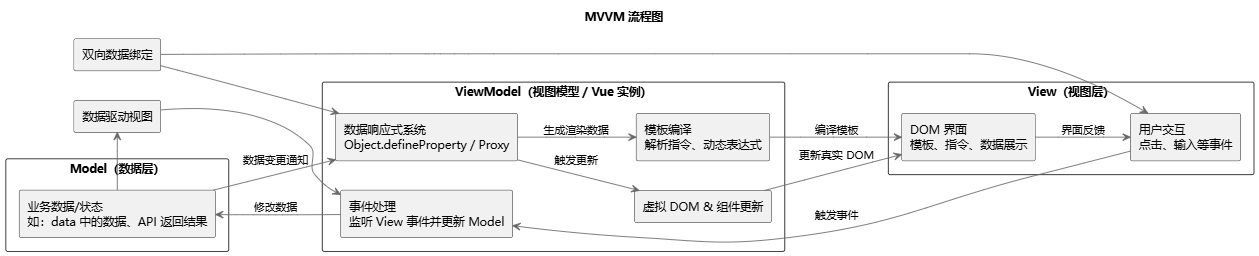 MVVM 流程图
双向数据绑定
数据驱动视图
Model（数据层）
业务数据/状态
如：data 中的数据、API 返回结果
数据变更通知
修改数据
ViewModel（视图模型 / Vue 实例）
数据响应式系统
Object.defineProperty / Proxy
生成渲染数据
触发更新
模板编译
解析指令、动态表达式
虚拟 DOM & 组件更新
事件处理
监听 View 事件并更新 Model
编译模板
更新真实 DOM
触发事件
View（视图层）
DOM 界面
模板、指令、数据展示
界面反馈
用户交互
点击、输入等事件